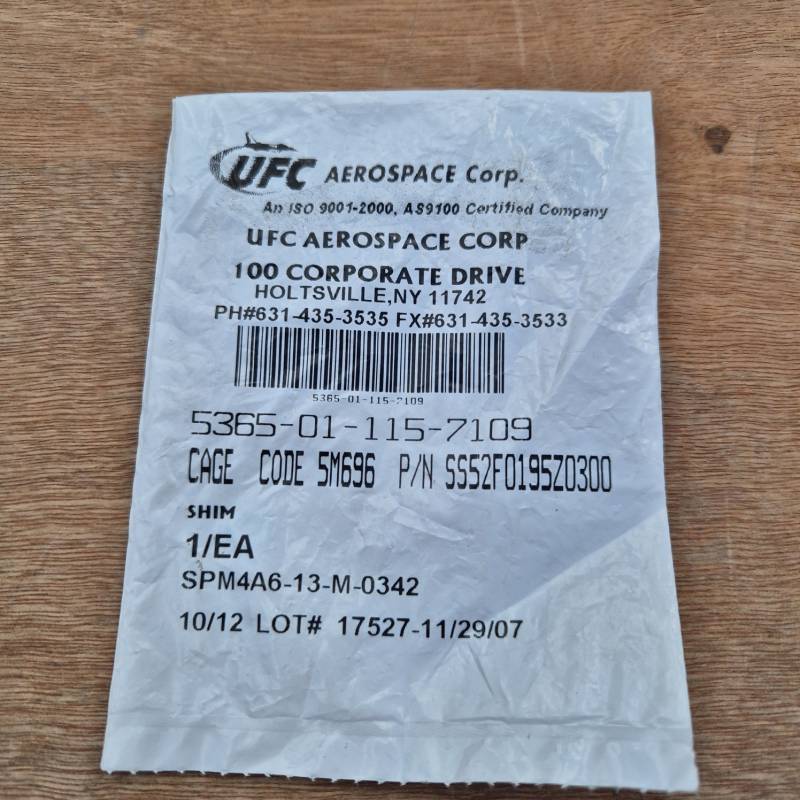 UFC AEROSPACE Corp.
An ISO 9001-2000, AS9100 Certified Company
UFC AEROSPACE CORP
100 CORPORATE DRIVE
HOLTSVILLE,NY 11742
PH#631-435-3535 FX#631-435-3533
5365-01-115-7109
5365-01-115-7109
CAGE CODE 5M696 P/N SS52F0195Z0300
SHIM
1/EA
SPM4A6-13-M-0342
10/12 LOT# 17527-11/29/07